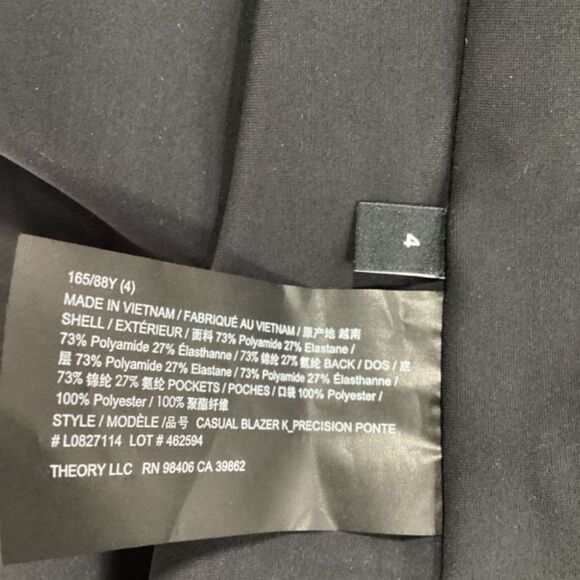 4
165/88Y (4)
MADE IN VIETNAM / FABRIQUÉ AU VIETNAM / 原产地 越南
SHELL / EXTÉRIEUR / 面料 73% Polyamide 27% Elastane /
73% Polyamide 27% Élasthanne / 73% 锦纶 27% 氨纶 BACK / DOS / 底
层 73% Polyamide 27% Elastane / 73% Polyamide 27% Élasthanne /
73% 锦纶 27% 氨纶 POCKETS / POCHES / 口袋 100% Polyester /
100% Polyester / 100% 聚酯纤维
STYLE / MODÈLE /品号 CASUAL BLAZER K_PRECISION PONTE
# L0827114 LOT # 462594
THEORY LLC RN 98406 CA 39862